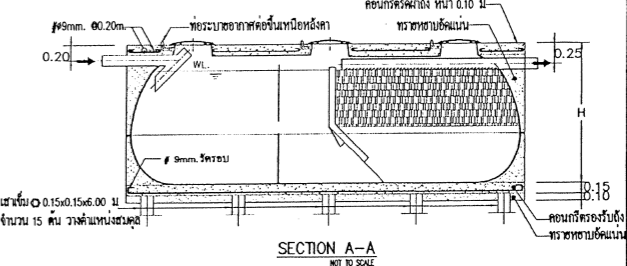 คอนกรีตรัดฝาถัง หนา 0.10 ม
#9mm. @0.20m.
ท่อระบายอากาศต่อขึ้นเหนือหลังคา
ทรายหยาบอัดแน่น
0.20
WL.
0.25
H
9mm. รัดรอบ
เสาเข็ม 0.15x0.15x6.00 ม
จำนวน 15 ต้น วางตำแหน่งสมดุล
0.15
0.10
คอนกรีตรองรับถัง
ทรายหยาบอัดแน่น
SECTION A-A
NOT TO SCALE